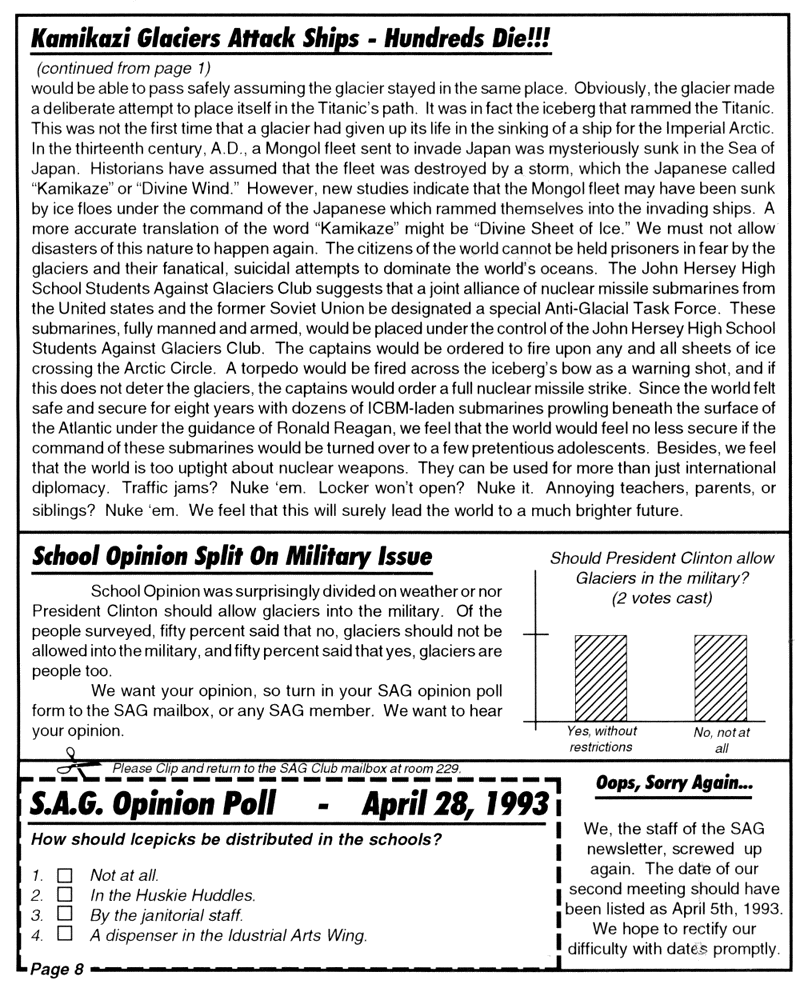 Kamikazi Glaciers Attack Ships - Hundreds Die!!!
(continued from page 1)
would be able to pass safely assuming the glacier stayed in the same place. Obviously, the glacier made
a deliberate attempt to place itself in the Titanic's path. It was in fact the iceberg that rammed the Titanic.
This was not the first time that a glacier had given up its life in the sinking of a ship for the Imperial Arctic.
In the thirteenth century, A.D., a Mongol fleet sent to invade Japan was mysteriously sunk in the Sea of
Japan. Historians have assumed that the fleet was destroyed by a storm, which the Japanese called
“Kamikaze” or “Divine Wind.” However, new studies indicate that the Mongol fleet may have been sunk
by ice floes under the command of the Japanese which rammed themselves into the invading ships. A
more accurate translation of the word “Kamikaze” might be “Divine Sheet of Ice.” We must not allow
disasters of this nature to happen again. The citizens of the world cannot be held prisoners in fear by the
glaciers and their fanatical, suicidal attempts to dominate the world's oceans. The John Hersey High
School Students Against Glaciers Club suggests that a joint alliance of nuclear missile submarines from
the United states and the former Soviet Union be designated a special Anti-Glacial Task Force. These
submarines, fully manned and armed, would be placed under the control of the John Hersey High School
Students Against Glaciers Club. The captains would be ordered to fire upon any and all sheets of ice
crossing the Arctic Circle. A torpedo would be fired across the iceberg's bow as a warning shot, and if
this does not deter the glaciers, the captains would order a full nuclear missile strike. Since the world felt
safe and secure for eight years with dozens of ICBM-laden submarines prowling beneath the surface of
the Atlantic under the guidance of Ronald Reagan, we feel that the world would feel no less secure if the
command of these submarines would be turned over to a few pretentious adolescents. Besides, we feel
that the world is too uptight about nuclear weapons. They can be used for more than just international
diplomacy. Traffic jams? Nuke ‘em. Locker won't open? Nuke it. Annoying teachers, parents, or
siblings? Nuke ‘em. We feel that this will surely lead the world to a much brighter future.
School Opinion Split On Military Issue
School Opinion was surprisingly divided on weather or nor
President Clinton should allow glaciers into the military. Of the
people surveyed, fifty percent said that no, glaciers should not be
allowed into the military, and fifty percent said that yes, glaciers are
people too.
We want your opinion, so turn in your SAG opinion poll
form to the SAG mailbox, or any SAG member. We want to hear
your opinion.
Should President Clinton allow
Glaciers in the military?
(2 votes cast)
Yes, without
restrictions
No, not at
all
Please Clip and return to the SAG Club mailbox at room 229.
S.A.G. Opinion Poll - April 28, 1993
How should Icepicks be distributed in the schools?
1. Not at all.
2. In the Huskie Huddles.
3. By the janitorial staff.
4. A dispenser in the Idustrial Arts Wing.
Page 8
Oops, Sorry Again...
We, the staff of the SAG
newsletter, screwed up
again. The date of our
second meeting should have
been listed as April 5th, 1993.
We hope to rectify our
difficulty with dates promptly.